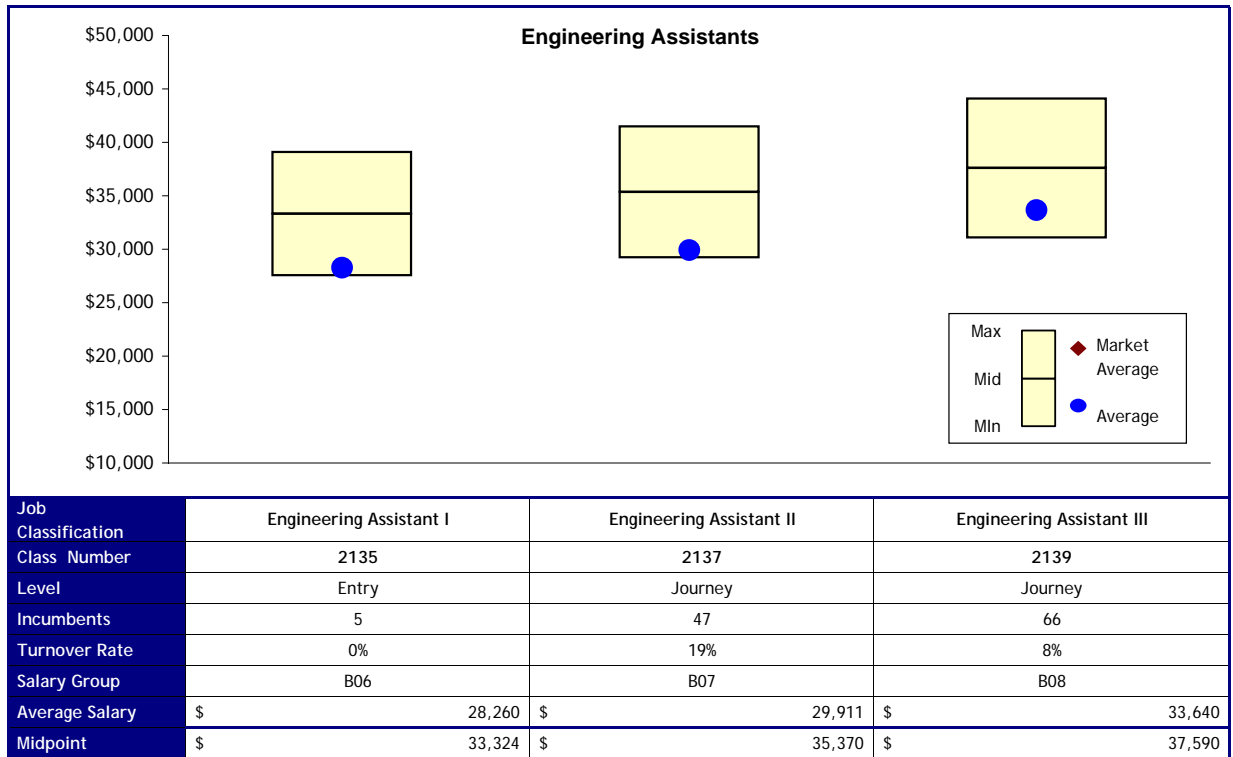 Engineering Assistants
$50,000
$45,000
$40,000
$35,000
$30,000
$25,000
$20,000
$15,000
$10,000
Max
Mid
MIn
Market
Average
Average
Job
Classification
Engineering Assistant I
Engineering Assistant II
Engineering Assistant III
Class Number 2135 2137 2139
Level Entry Journey Journey
Incumbents 5 47 66
Turnover Rate 0% 19% 8%
Salary Group B06 B07 B08
Average Salary $ 28,260 $ 29,911 $ 33,640
Midpoint $ 33,324 $ 35,370 $ 37,590